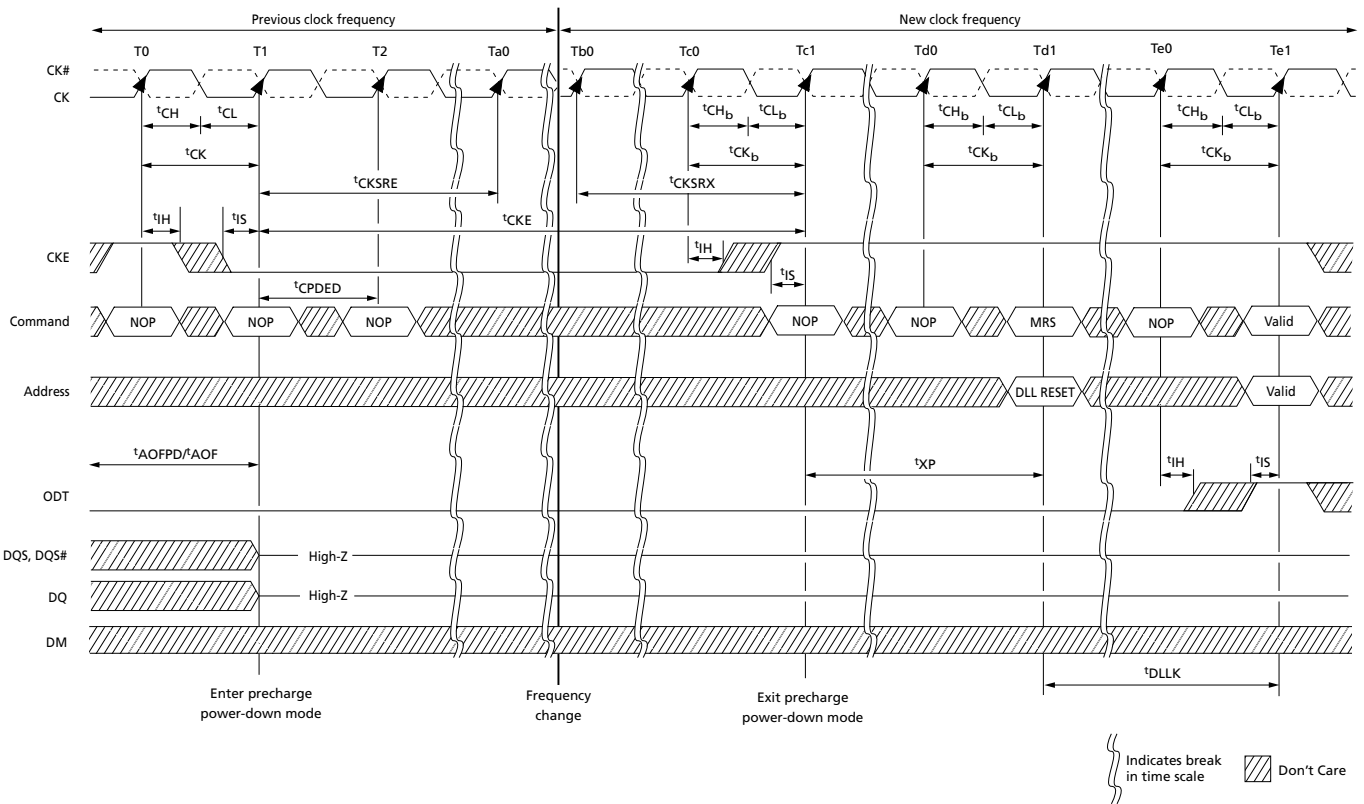 Previous clock frequency
New clock frequency
T0 T1 T2 Ta0 Tb0 Tc0 Tc1 Td0 Td1 Te0 Te1
CK#
CK
tCH tCL tCHb tCLb tCHb tCLb tCHb tCLb
tCK tCKb tCKb tCKb
tCKSRE tCKSRX
tIH tIS tCKE
CKE
tIH
tIS
tCPDED
Command NOP NOP NOP NOP NOP MRS NOP Valid
Address DLL RESET Valid
tAOFPD/tAOF
tXP
tIH tIS
ODT
DQS, DQS# High-Z
DQ High-Z
DM
tDLLK
Enter precharge
power-down mode
Frequency
change
Exit precharge
power-down mode
Indicates break
in time scale
Don't Care